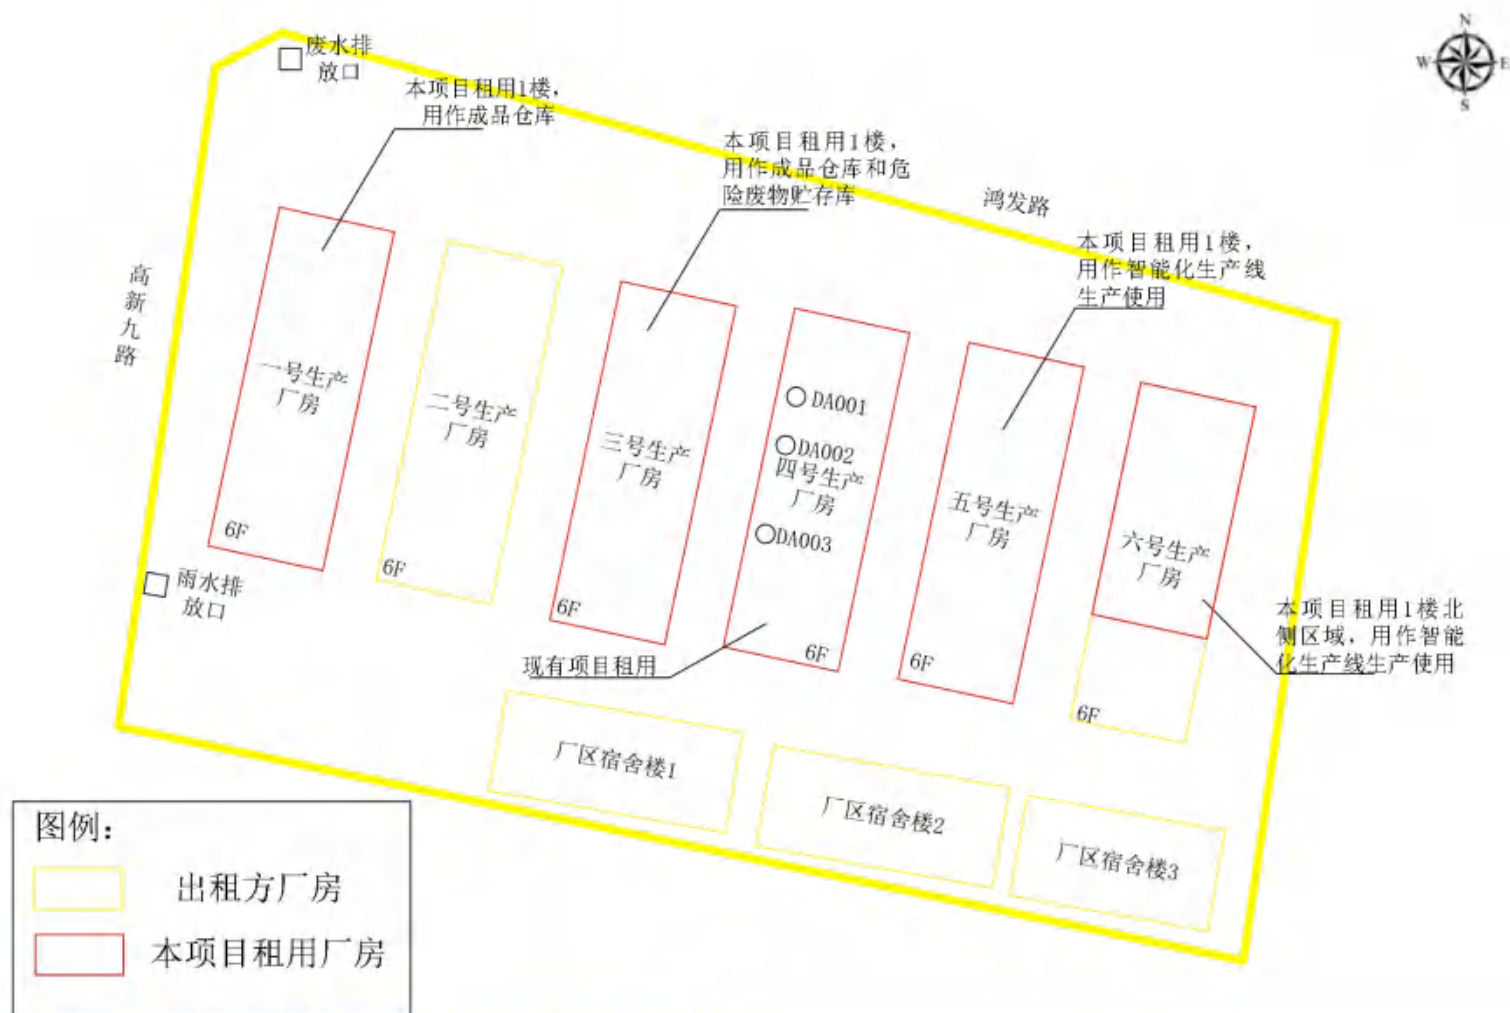 N
W
E
S
废水排
放口
本项目租用1楼，
用作成品仓库
本项目租用1楼，
用作成品仓库和危
险废物贮存库
鸿发路
本项目租用1楼，
用作智能化生产线
生产使用
高
新
九
路
一号生产
厂房
6F
二号生产
厂房
6F
三号生产
厂房
6F
DA001
DA002
四号生产
厂房
DA003
6F
五号生产
厂房
6F
六号生产
厂房
6F
雨水排
放口
现有项目租用
本项目租用1楼北
侧区域，用作智能
化生产线生产使用
厂区宿舍楼1
厂区宿舍楼2
厂区宿舍楼3
图例：
出租方厂房
本项目租用厂房